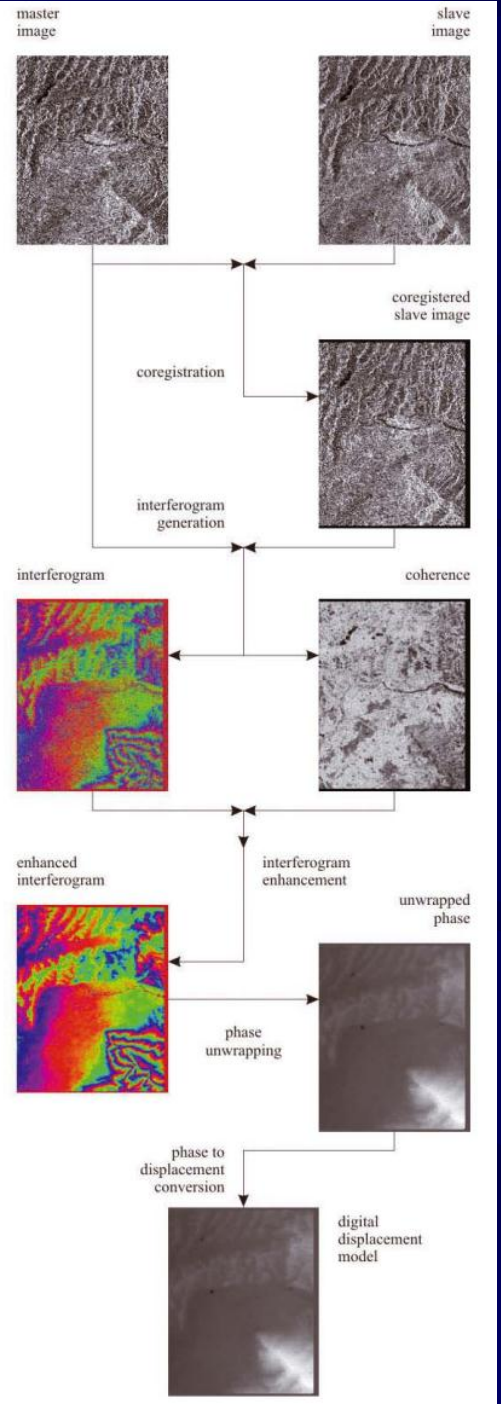 master
image
slave
image
coregistered
slave image
coregistration
interferogram
generation
interferogram
coherence
enhanced
interferogram
interferogram
enhancement
unwrapped
phase
phase
unwrapping
phase to
displacement
conversion
digital
displacement
model